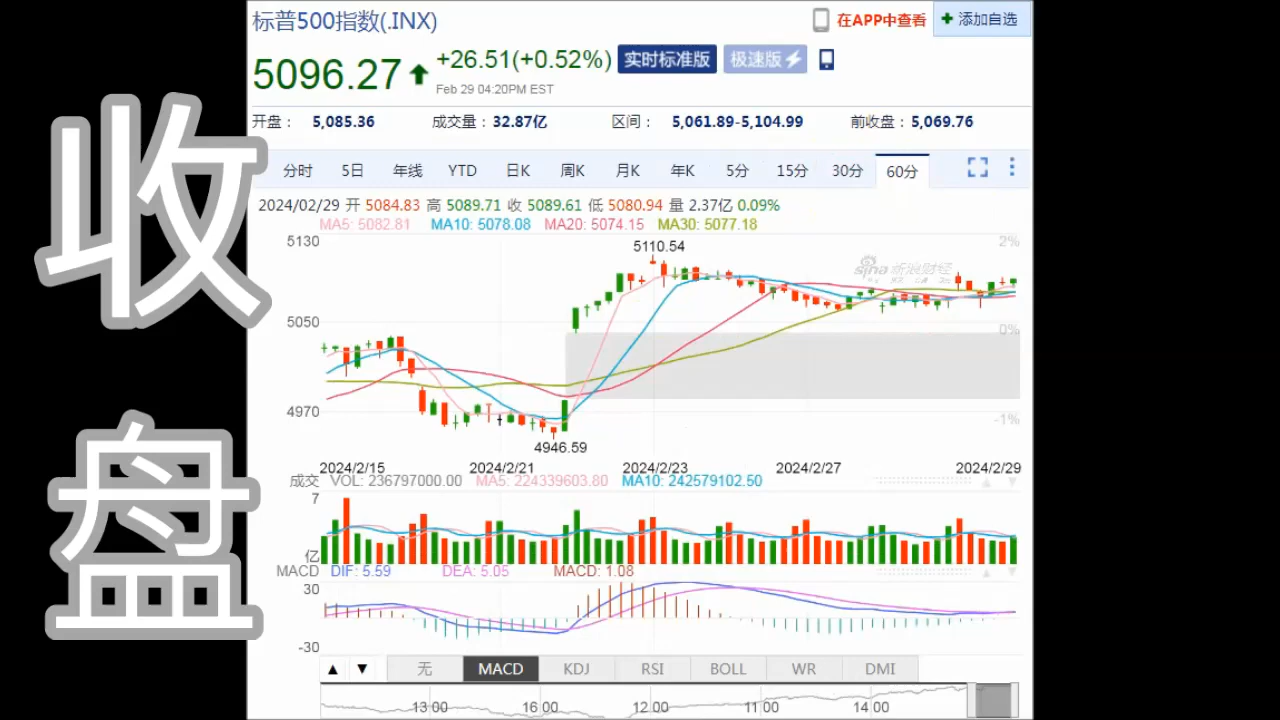 收
盘
标普500指数(.INX)
在APP中查看
添加自选
5096.27
+26.51(+0.52%)
实时标准版
极速版
Feb 29 04:20PM EST
开盘： 5,085.36 成交量：32.87亿 区间： 5,061.89-5,104.99 前收盘：5,069.76
分时 5日 年线 YTD 日K 周K 月K 年K 5分 15分 30分 60分
2024/02/29 开 5084.83 高 5089.71 收 5089.61 低 5080.94 量 2.37亿 0.09%
MA5: 5082.81 MA10: 5078.08 MA20: 5074.15 MA30: 5077.18
5130
5110.54
2%
sina 新浪财经
5050
0%
4970
-1%
4946.59
2024/2/15 2024/2/21 2024/2/23 2024/2/27 2024/2/29
成交 VOL: 236797000.00 MA5: 224339603.80 MA10: 242579102.50
7
亿
MACD DIF: 5.59 DEA: 5.05 MACD: 1.08
30
-30
▲ ▼ 无 MACD KDJ RSI BOLL WR DMI
13:00 16:00 12:00 11:00 14:00